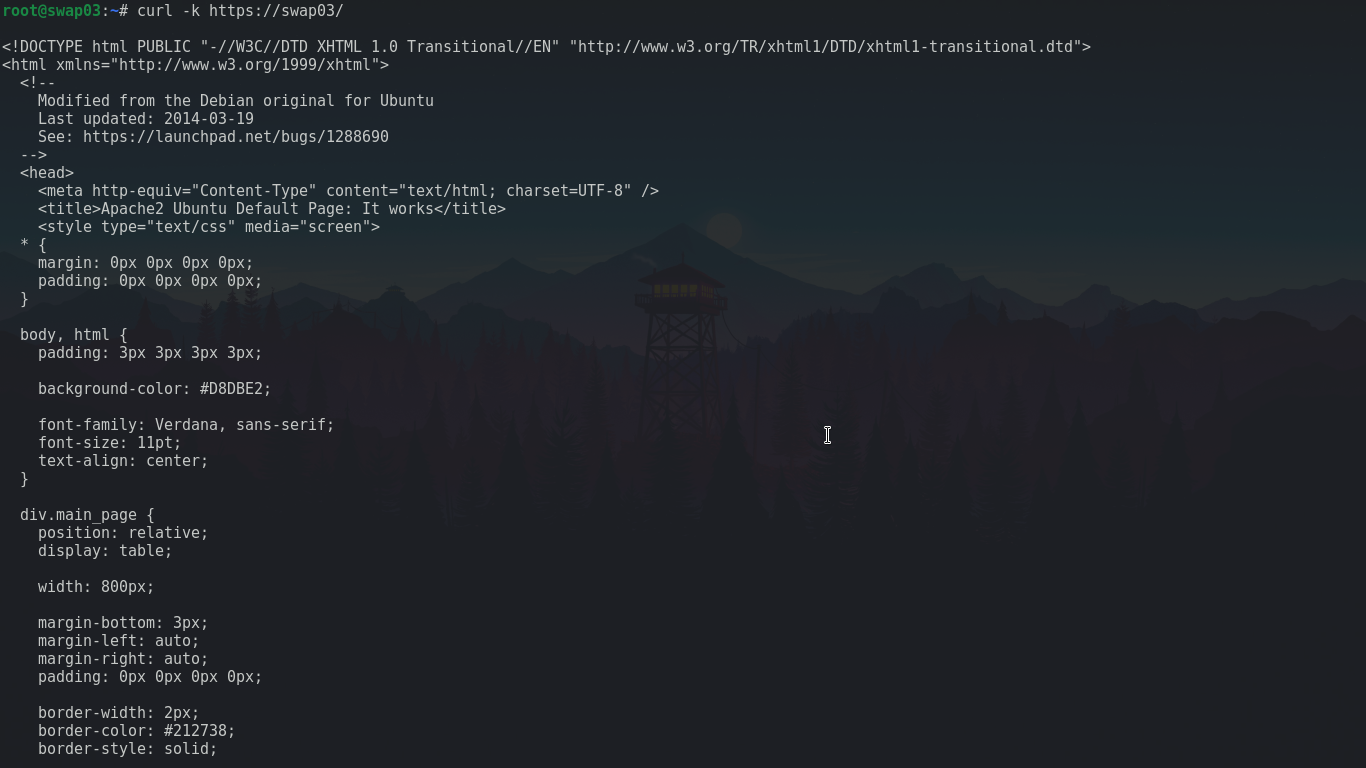 root@swap03:~# curl -k https://swap03/
<!DOCTYPE html PUBLIC "-//W3C//DTD XHTML 1.0 Transitional//EN" "http://www.w3.org/TR/xhtml1/DTD/xhtml1-transitional.dtd">
<html xmlns="http://www.w3.org/1999/xhtml">
  <!--
    Modified from the Debian original for Ubuntu
    Last updated: 2014-03-19
    See: https://launchpad.net/bugs/1288690
  -->
  <head>
    <meta http-equiv="Content-Type" content="text/html; charset=UTF-8" />
    <title>Apache2 Ubuntu Default Page: It works</title>
    <style type="text/css" media="screen">
  * {
    margin: 0px 0px 0px 0px;
    padding: 0px 0px 0px 0px;
  }
  body, html {
    padding: 3px 3px 3px 3px;
    background-color: #D8DBE2;
    font-family: Verdana, sans-serif;
    font-size: 11pt;
    text-align: center;
  }
  div.main_page {
    position: relative;
    display: table;
    width: 800px;
    margin-bottom: 3px;
    margin-left: auto;
    margin-right: auto;
    padding: 0px 0px 0px 0px;
    border-width: 2px;
    border-color: #212738;
    border-style: solid;